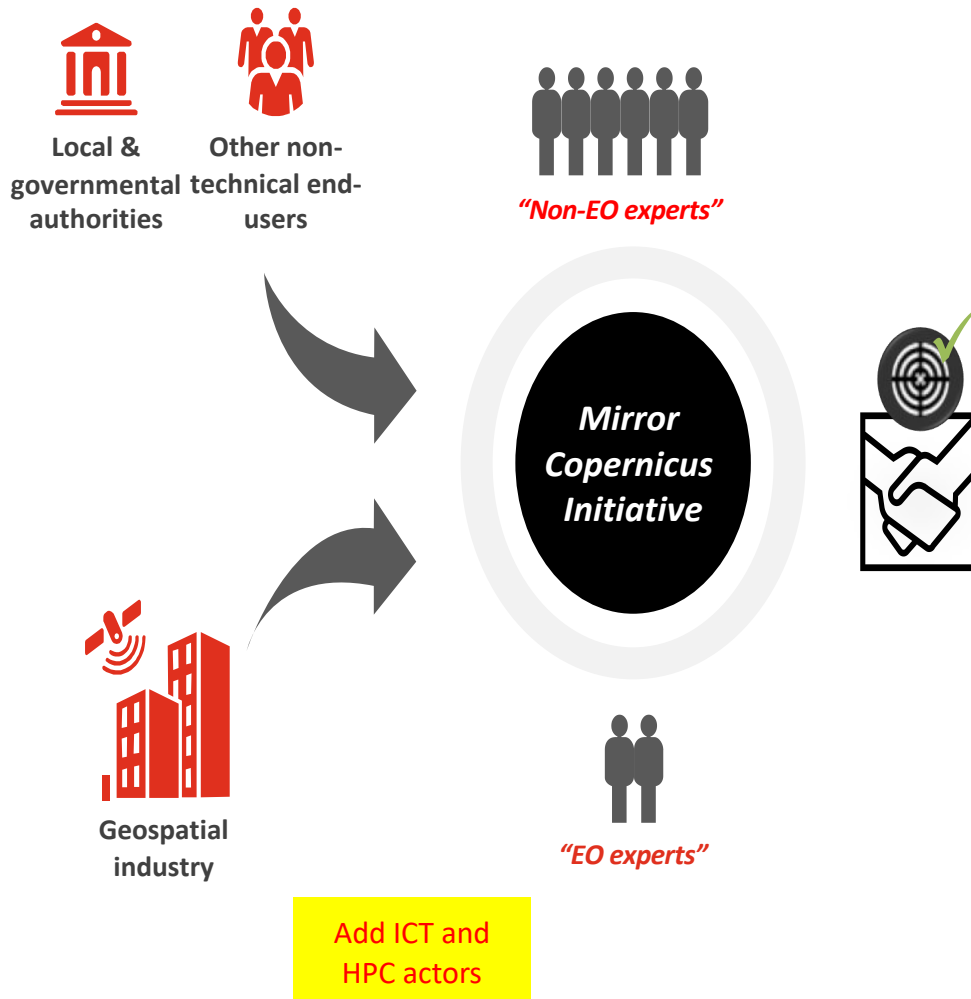 Local &
governmental
authorities
Other non-
technical end-
users
“Non-EO experts”
Mirror
Copernicus
Initiative
Geospatial
industry
“EO experts”
Add ICT and
HPC actors